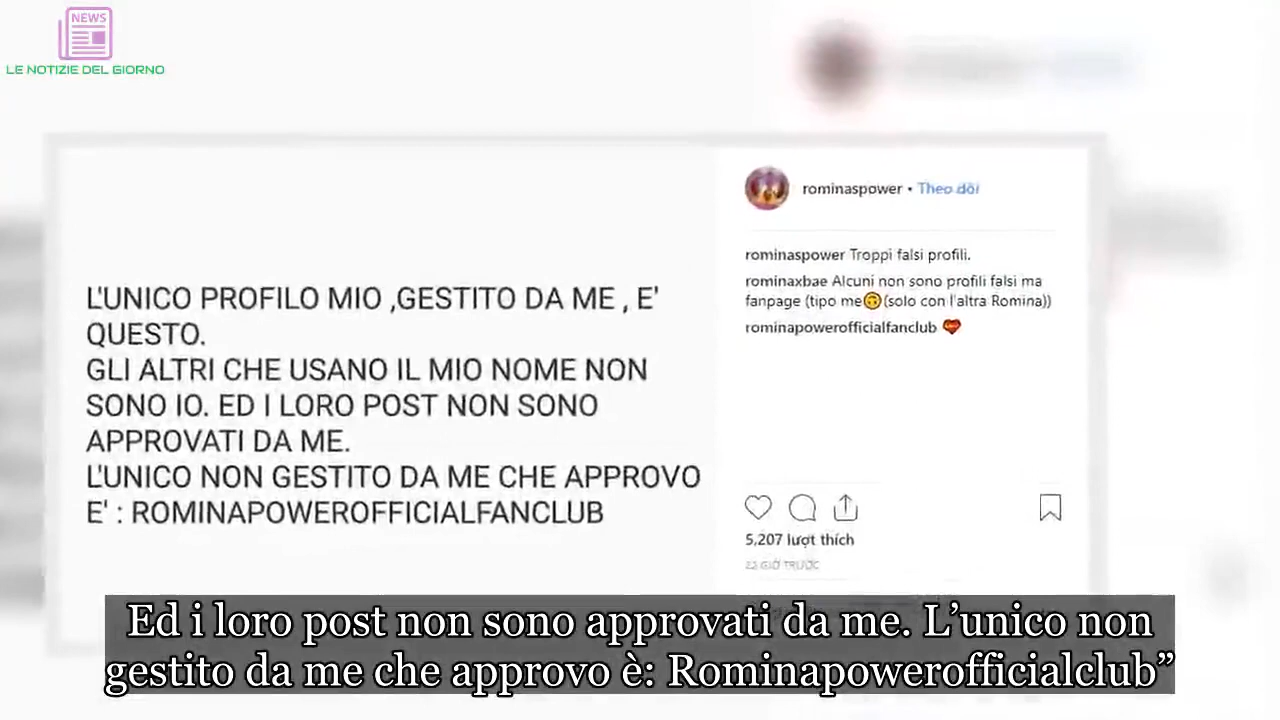 NEWS
LE NOTIZIE DEL GIORNO
L'UNICO PROFILO MIO ,GESTITO DA ME , E'
QUESTO.
GLI ALTRI CHE USANO IL MIO NOME NON
SONO IO. ED I LORO POST NON SONO
APPROVATI DA ME.
L'UNICO NON GESTITO DA ME CHE APPROVO
E' : ROMINAPOWEROFFICIALFANCLUB
rominaspower • Theo dõi
rominaspower Troppi falsi profili.
rominaxbae Alcuni non sono profili falsi ma
fanpage (tipo me🙃(solo con l'altra Romina))
rominapowerofficialfanclub
5,207 lượt thích
22 GIỜ TRƯỚC
Ed i loro post non sono approvati da me. L’unico non
gestito da me che approvo è: Rominapowerofficialclub”